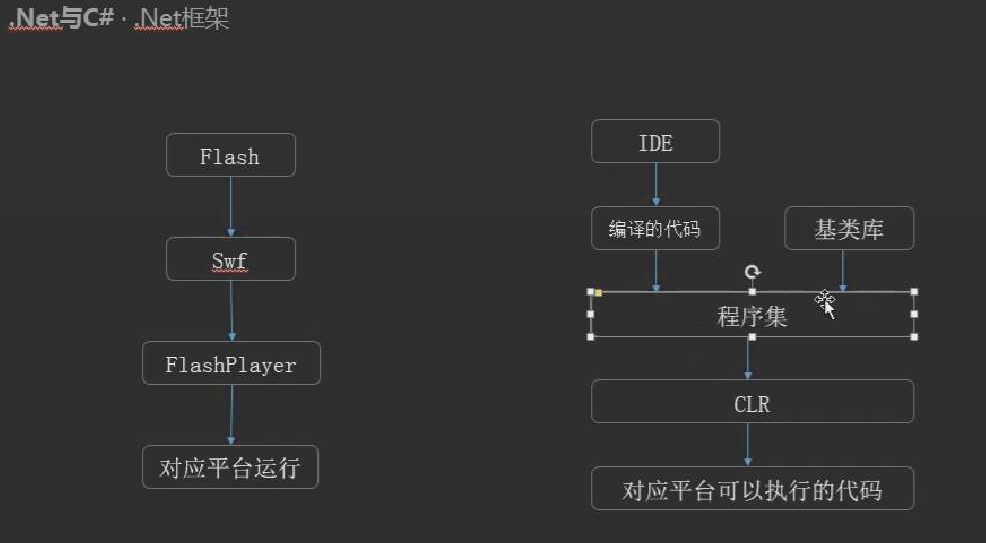 .Net与C# · .Net框架
Flash
Swf
FlashPlayer
对应平台运行
IDE
编译的代码
基类库
程序集
CLR
对应平台可以执行的代码